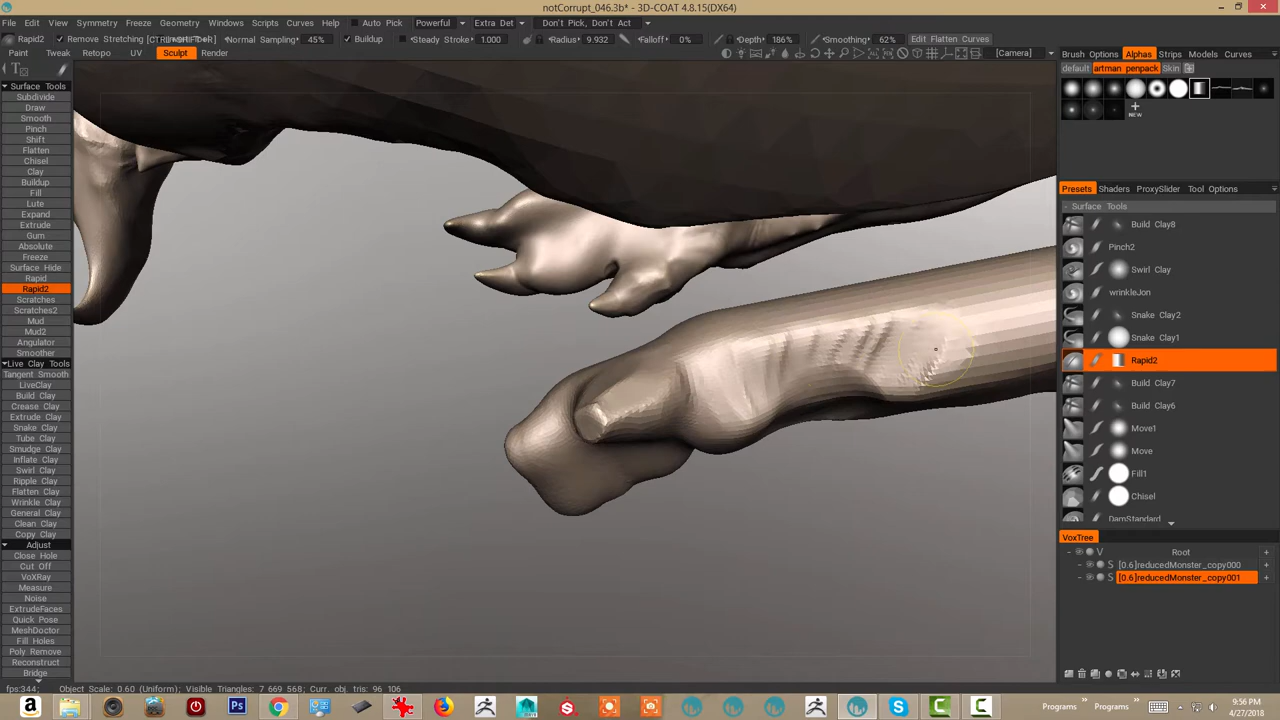 notCorrupt_046.3b* - 3D-COAT 4.8.15(DX64)
File Edit View Symmetry Freeze Geometry Textures Windows Scripts Curves Help Auto Pick Powerful Extra Det Don't Pick, Don't Act
Rapid2 Remove Stretching Normal Sampling 45% Buildup Steady Stroke 1.000 Radius 9.932 Falloff 0% Depth 186% Smoothing 62% Edit Flatten Curves
Paint Tweak Retopo UV Sculpt Render [Camera]
Surface Tools
Subdivide
Draw
Smooth
Pinch
Shift
Flatten
Chisel
Clay
Buildup
Fill
Lute
Expand
Extrude
Gum
Absolute
Freeze
Surface Hide
Rapid
Rapid2
Scratches
Scratches2
Mud
Mud2
Angulator
Smoother
Live Clay Tools
Tangent Smooth
LiveClay
Build Clay
Crease Clay
Extrude Clay
Snake Clay
Tube Clay
Smudge Clay
Inflate Clay
Swirl Clay
Ripple Clay
Flatten Clay
Wrinkle Clay
General Clay
Clean Clay
Copy Clay
Adjust
Close Hole
Cut Off
VoXRay
Measure
Noise
ExtrudeFaces
Quick Pose
MeshDoctor
Fill Holes
Poly Remove
Reconstruct
Bridge
Brush Options Alphas Strips Models Curves
default artman penpack Skin
NEW
Presets Shaders ProxySlider Tool Options
Surface Tools
Build Clay8
Pinch2
Swirl Clay
wrinkleJon
Snake Clay2
Snake Clay1
Rapid2
Build Clay7
Build Clay6
Move1
Move
Fill1
Chisel
DamStandard
VoxTree
V Root
S [0.6]reducedMonster_copy000
S [0.6]reducedMonster_copy001
fps:344; Object Scale: 0.60 (Uniform); Visible Triangles: 7 669 568; Curr. obj. tris: 96 106
Programs Programs 9:56 PM
4/27/2018